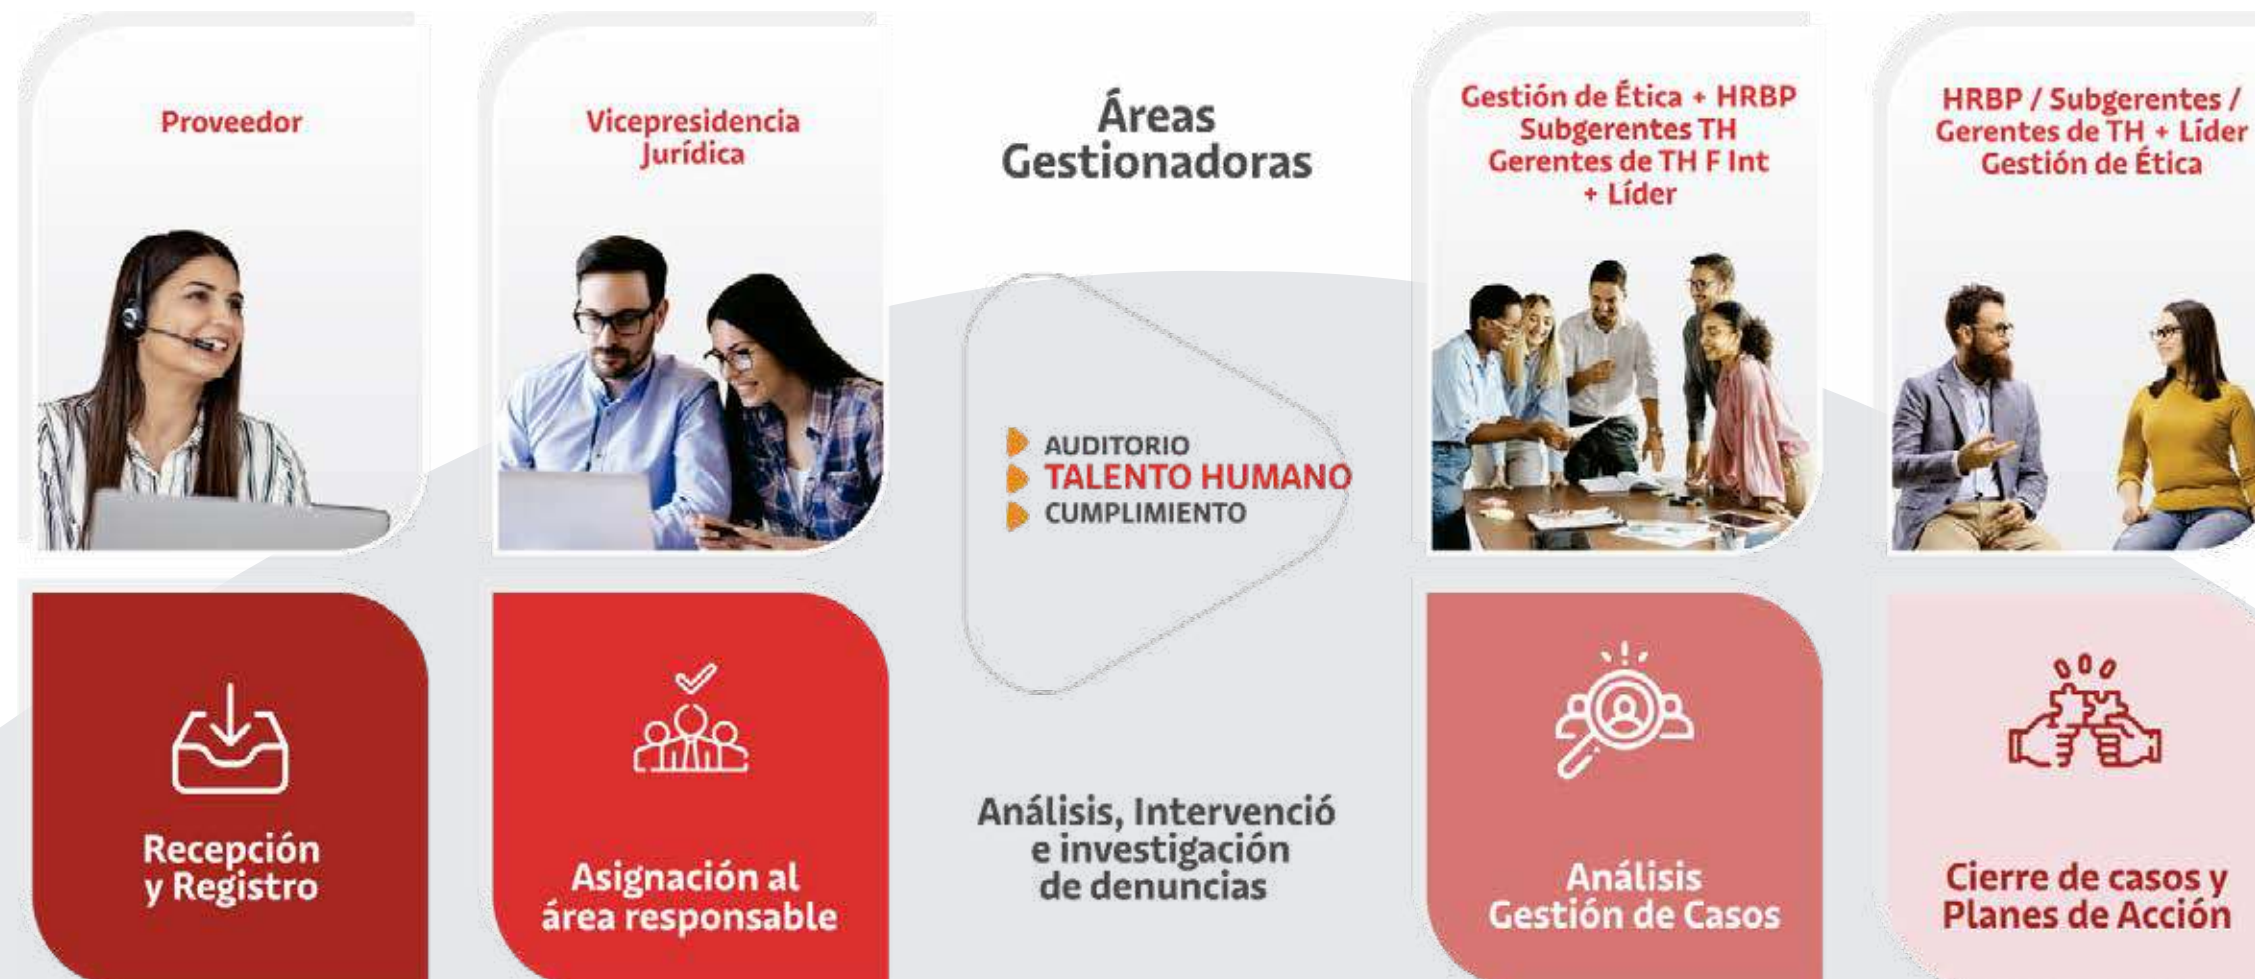 Proveedor
Vicepresidencia
Jurídica
Áreas
Gestionadoras
Gestión de Ética + HRBP
Subgerentes TH
Gerentes de TH F Int
+ Líder
HRBP / Subgerentes /
Gerentes de TH + Líder
Gestión de Ética
AUDITORIO
TALENTO HUMANO
CUMPLIMIENTO
Recepción
y Registro
Asignación al
área responsable
Análisis, Intervenció
e investigación
de denuncias
Análisis
Gestión de Casos
Cierre de casos y
Planes de Acción